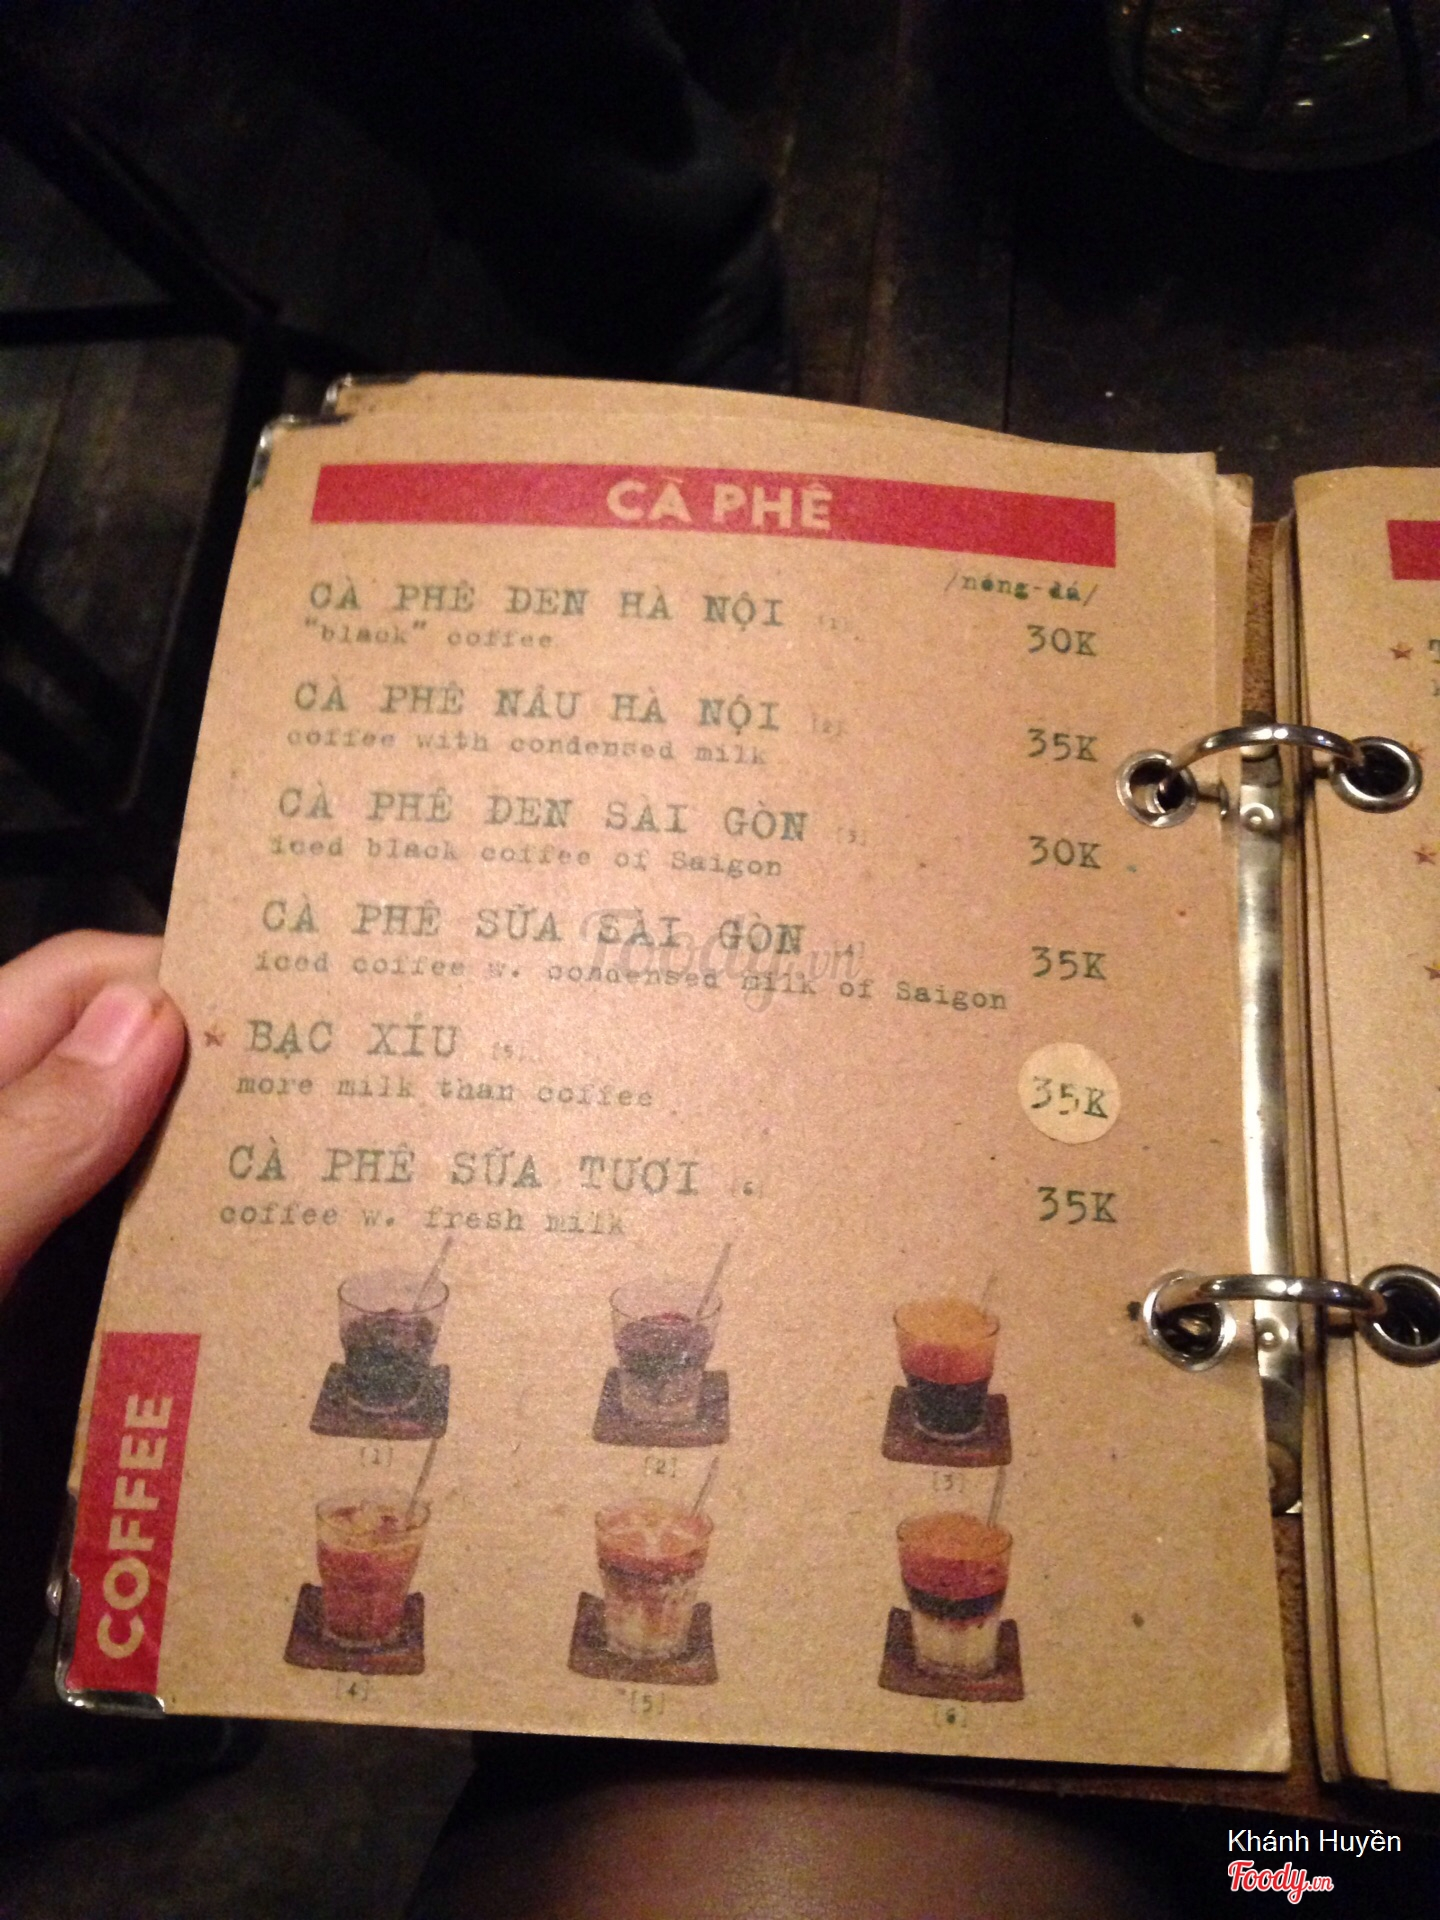 CÀ PHÊ
/nóng-đá/
CÀ PHÊ ĐEN HÀ NỘI [1] 30K
"black" coffee
CÀ PHÊ NÂU HÀ NỘI [2] 35K
coffee with condensed milk
CÀ PHÊ ĐEN SÀI GÒN [3] 30K
iced black coffee of Saigon
CÀ PHÊ SỮA SÀI GÒN [4] 35K
iced coffee w. condensed milk of Saigon
Foody.vn
BẠC XÍU [5] 35K
more milk than coffee
CÀ PHÊ SỮA TƯƠI [6] 35K
coffee w. fresh milk
[1] [2] [3]
[4] [5] [6]
COFFEE
Khánh Huyền
Foody.vn